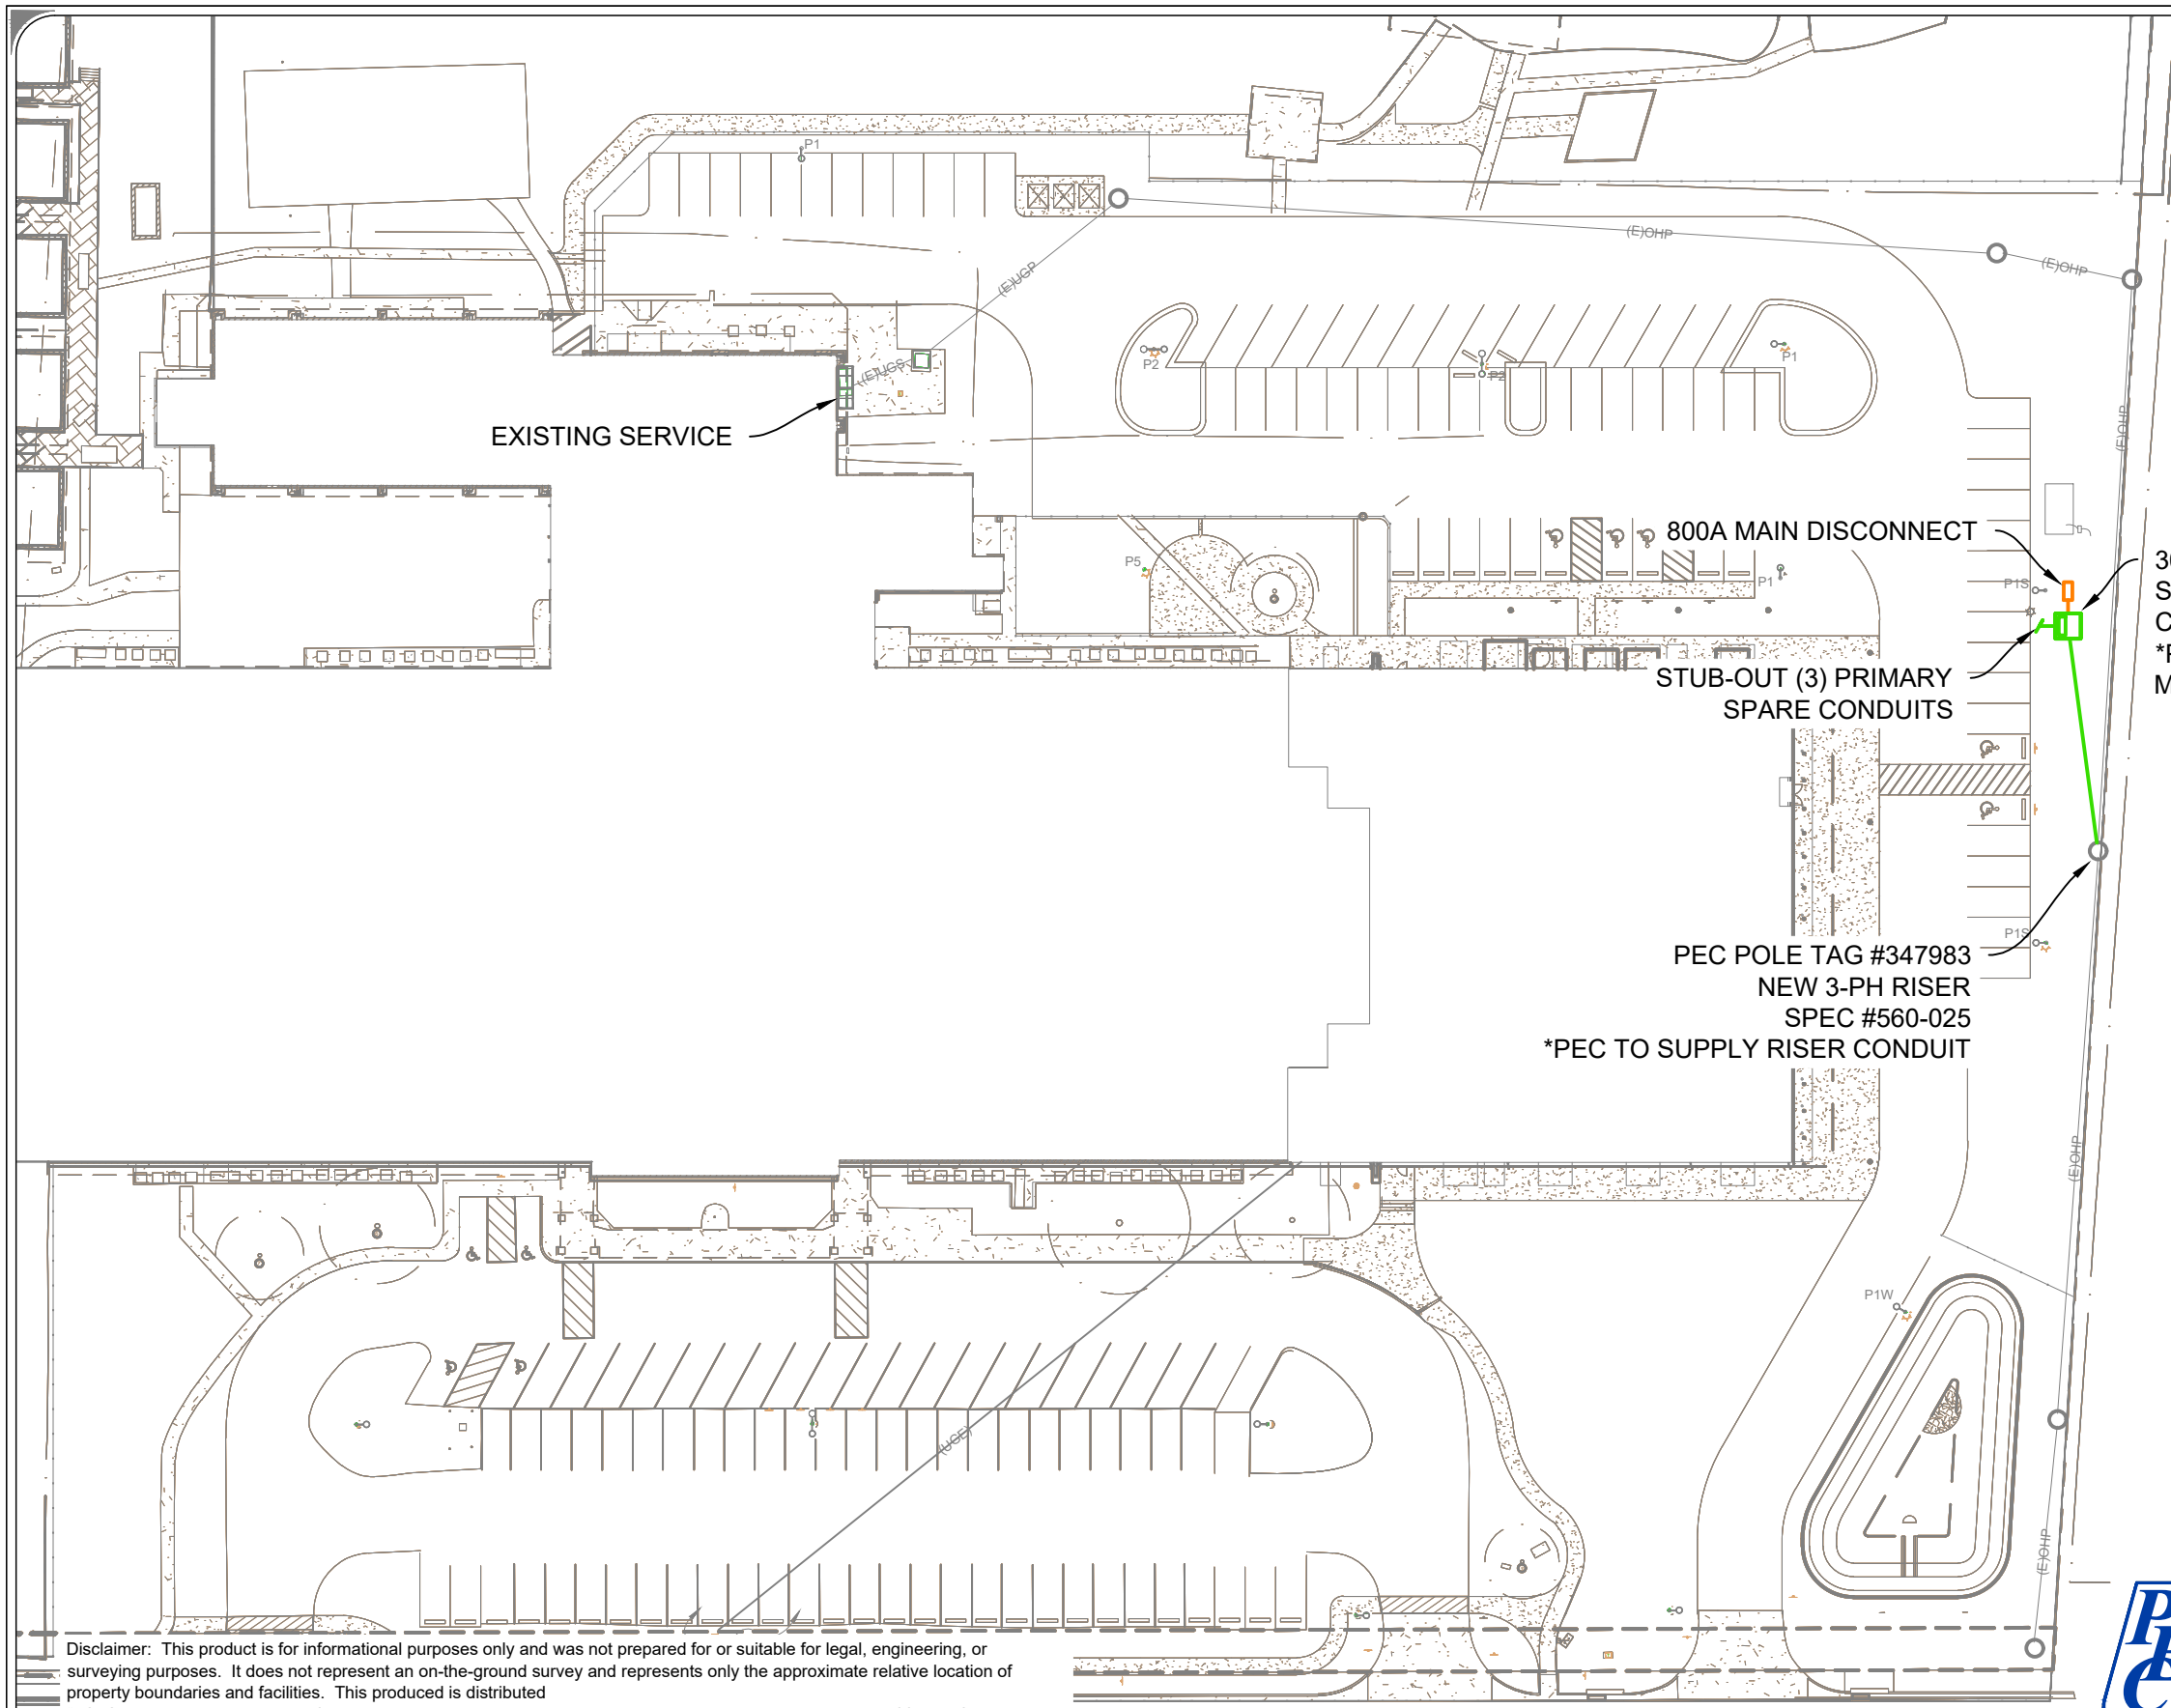 P1
(E)OHP
(E)OHP
(E)UGP
P2
P2
P1
(E)UGS
(E)OHP
EXISTING SERVICE
800A MAIN DISCONNECT
P5
P1
P1S
STUB-OUT (3) PRIMARY
SPARE CONDUITS
P1S
PEC POLE TAG #347983
NEW 3-PH RISER
SPEC #560-025
*PEC TO SUPPLY RISER CONDUIT
(E)OHP
P1W
(UGE)
(E)OHP
Disclaimer: This product is for informational purposes only and was not prepared for or suitable for legal, engineering, or
surveying purposes. It does not represent an on-the-ground survey and represents only the approximate relative location of
property boundaries and facilities. This produced is distributed